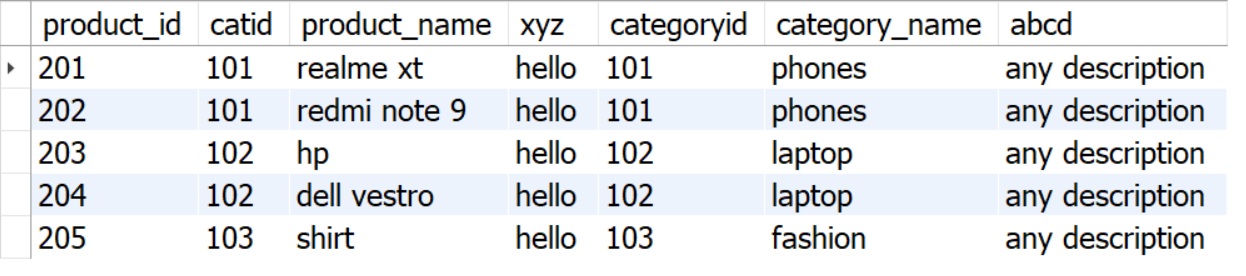 product_id catid product_name xyz categoryid category_name abcd
201 101 realme xt hello 101 phones any description
202 101 redmi note 9 hello 101 phones any description
203 102 hp hello 102 laptop any description
204 102 dell vestro hello 102 laptop any description
205 103 shirt hello 103 fashion any description